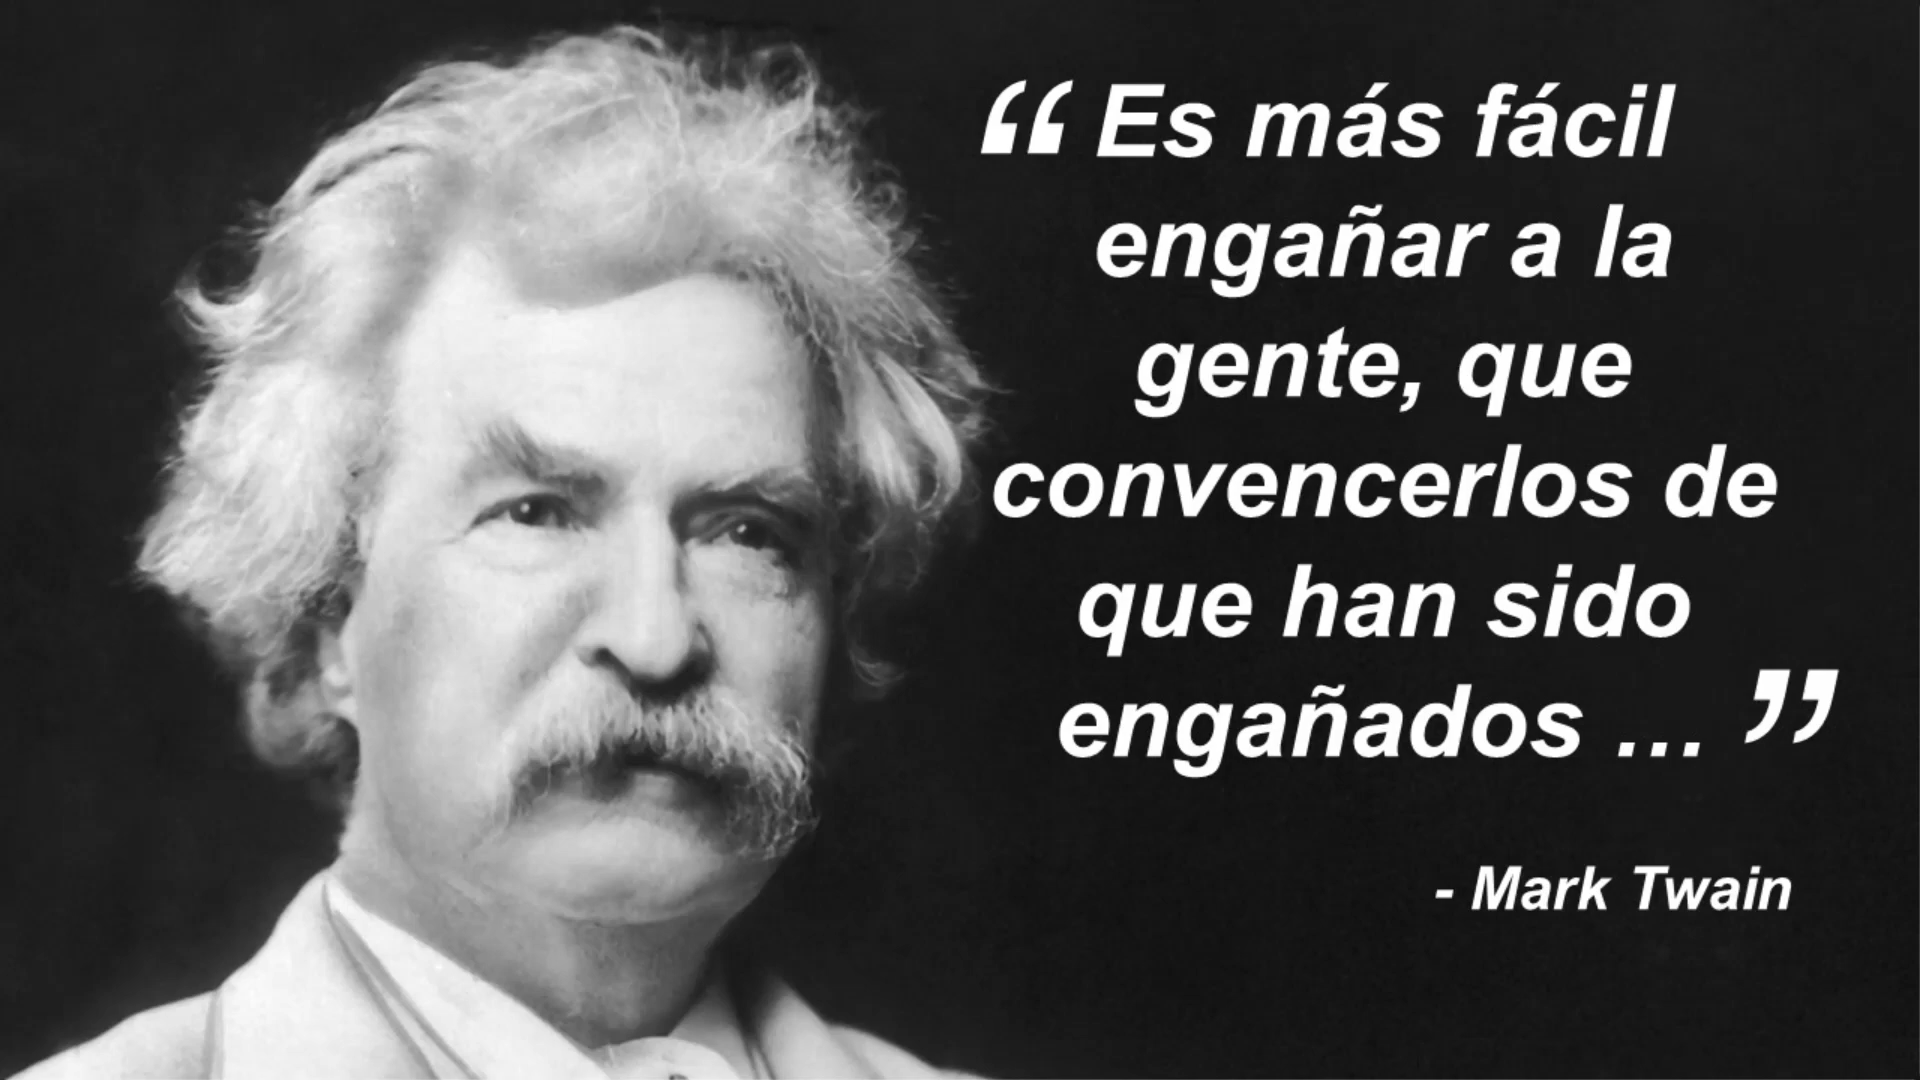 “Es más fácil
engañar a la
gente, que
convencerlos de
que han sido
engañados ...”
- Mark Twain